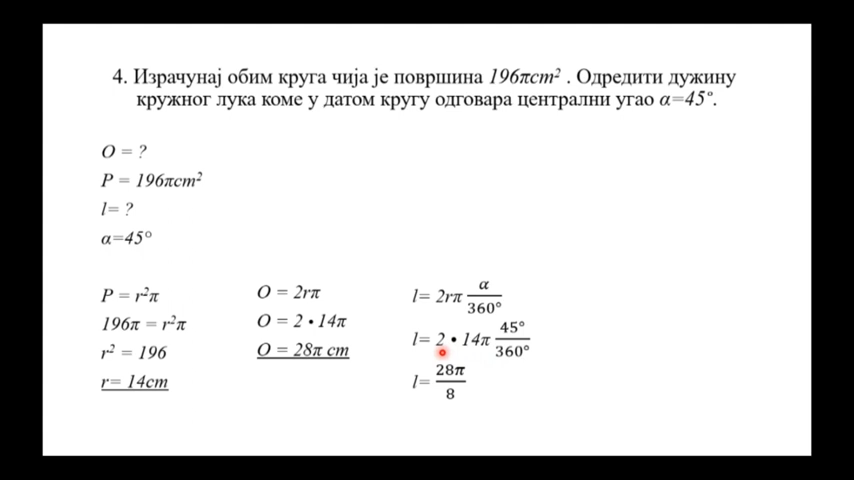 4. Израчунај обим круга чија је површина 196πcm² . Одредити дужину
кружног лука коме у датом кругу одговара централни угао α=45°.
O = ?
P = 196πcm²
l= ?
α=45°
P = r²π
196π = r²π
r² = 196
r= 14cm
O = 2rπ
O = 2 • 14π
O = 28π cm
l= 2rπ α/360°
l= 2 • 14π 45°/360°
l= 28π/8